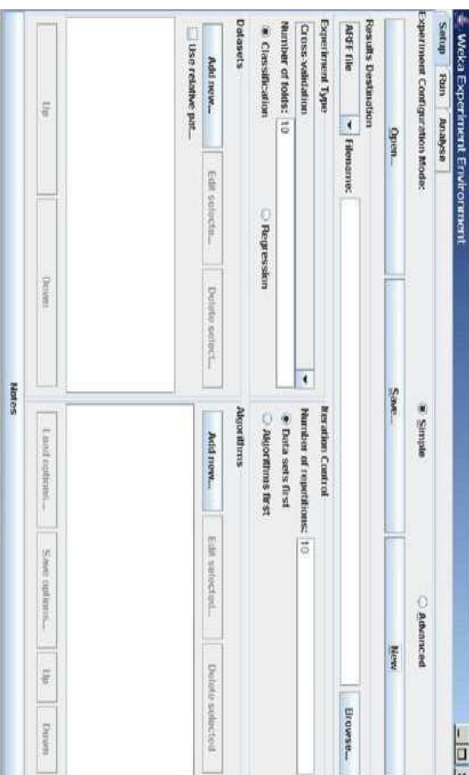 Weka Experiment Environment
Setup Run Analyse
Experiment Configuration Mode: Simple Advanced
Open... Save... New
Results Destination
ARFF file Filename: Browse...
Experiment Type
Cross-validation
Number of folds: 10
Classification Regression
Iteration Control
Number of repetitions: 10
Data sets first
Algorithms first
Datasets
Add new... Edit selecte... Delete select...
Use relative pat...
Up Down
Algorithms
Add new... Edit selected... Delete selected
Load options... Save options... Up Down
Notes